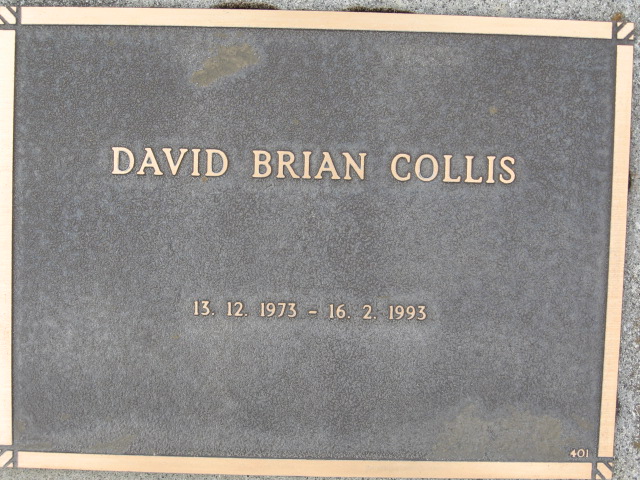 DAVID BRIAN COLLIS
13. 12. 1973 - 16. 2. 1993
401